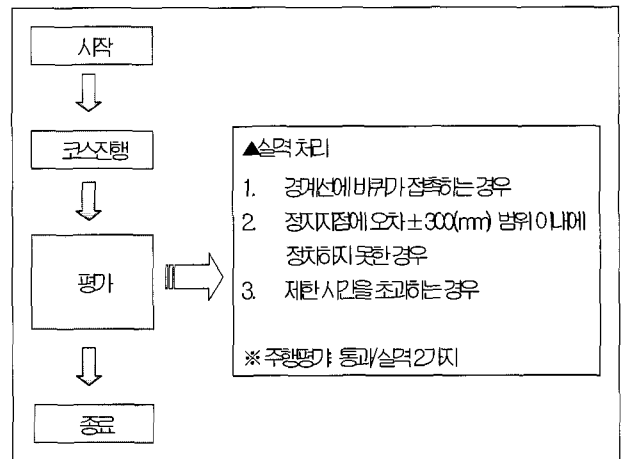 시작
코스진행
평가
종료
▲실격 처리
1. 경계선에 바퀴가 접촉하는 경우
2. 정지지점에 오차 ± 300(mm) 범위 이내에
정차하지 못한 경우
3. 제한 시간을 초과하는 경우
※ 주행평가: 통과/실격 2가지